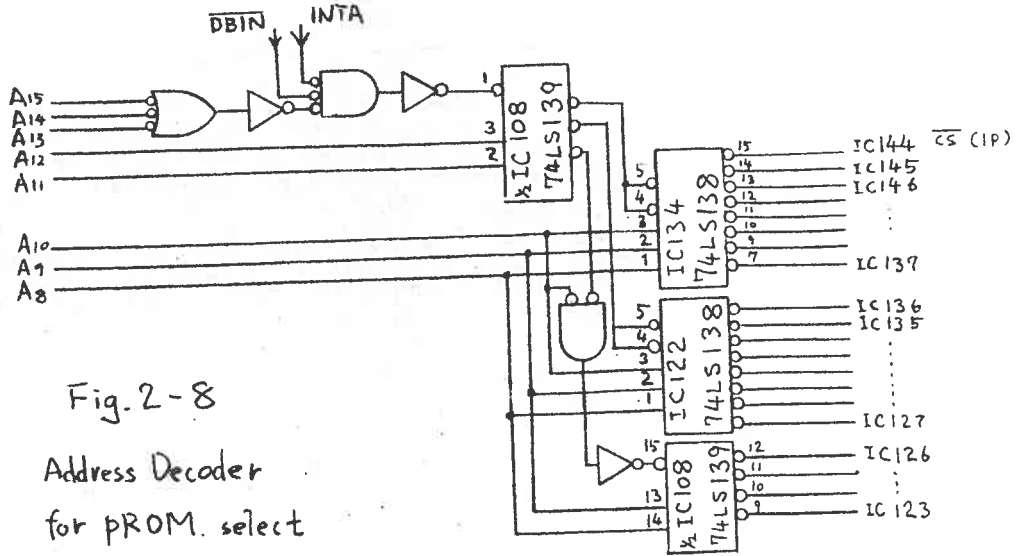 DBIN INTA
A15
A14
A13
A12
A11
A10
A9
A8
1
3
2
½ IC108
74LS139
5
4
3
2
1
IC134
74LS138
15
14
13
12
11
10
9
7
IC144 CS (1P)
IC145
IC146
IC137
5
4
3
2
1
IC122
74LS138
IC136
IC135
IC127
15
13
14
½ IC108
74LS139
12
11
10
9
IC126
IC123
Fig. 2-8
Address Decoder
for pROM. select